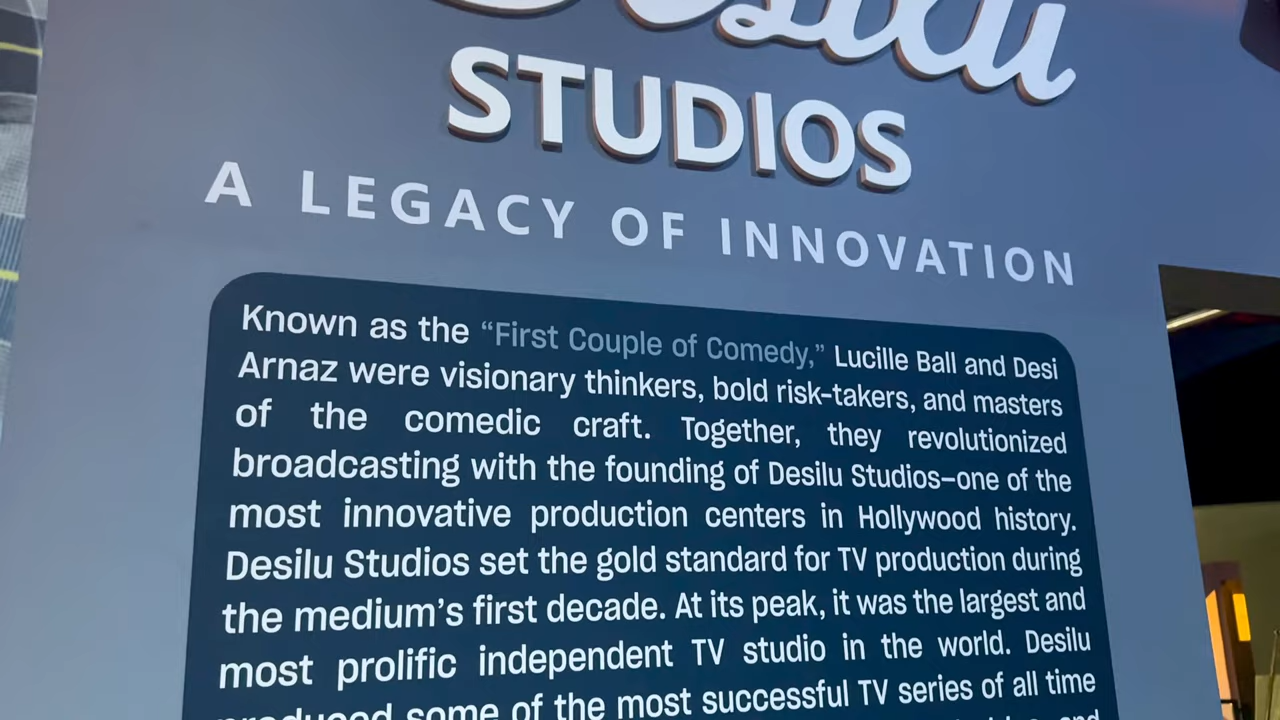 Desilu
STUDIOS
A LEGACY OF INNOVATION
Known as the “First Couple of Comedy,” Lucille Ball and Desi
Arnaz were visionary thinkers, bold risk-takers, and masters
of the comedic craft. Together, they revolutionized
broadcasting with the founding of Desilu Studios–one of the
most innovative production centers in Hollywood history.
Desilu Studios set the gold standard for TV production during
the medium’s first decade. At its peak, it was the largest and
most prolific independent TV studio in the world. Desilu
produced some of the most successful TV series of all time
and